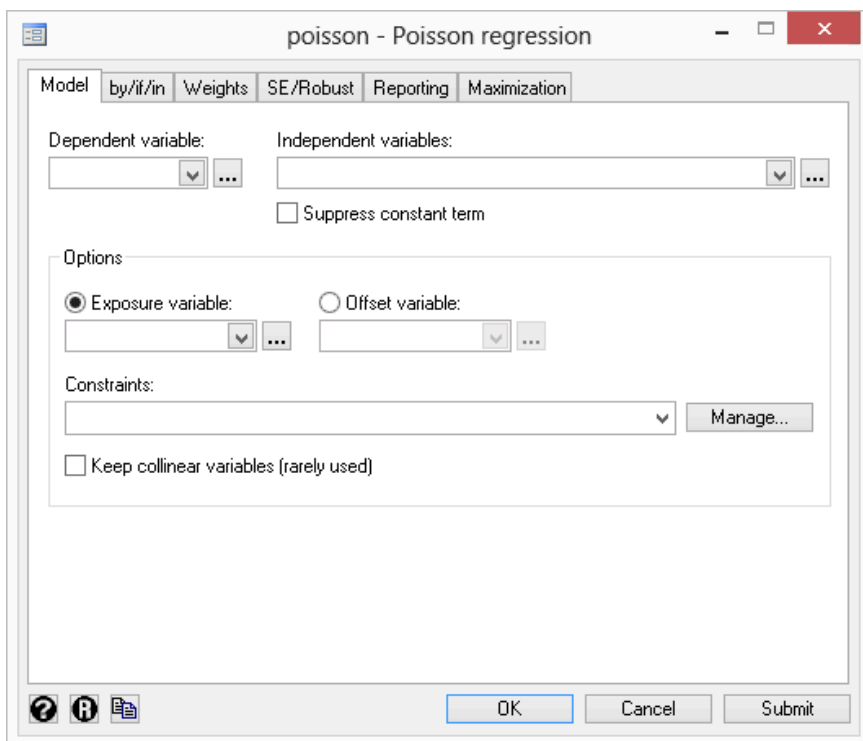 poisson - Poisson regression
Model by/if/in Weights SE/Robust Reporting Maximization
Dependent variable: Independent variables:
...
...
Suppress constant term
Options
Exposure variable: Offset variable:
...
...
Constraints:
Manage...
Keep collinear variables (rarely used)
? R OK Cancel Submit